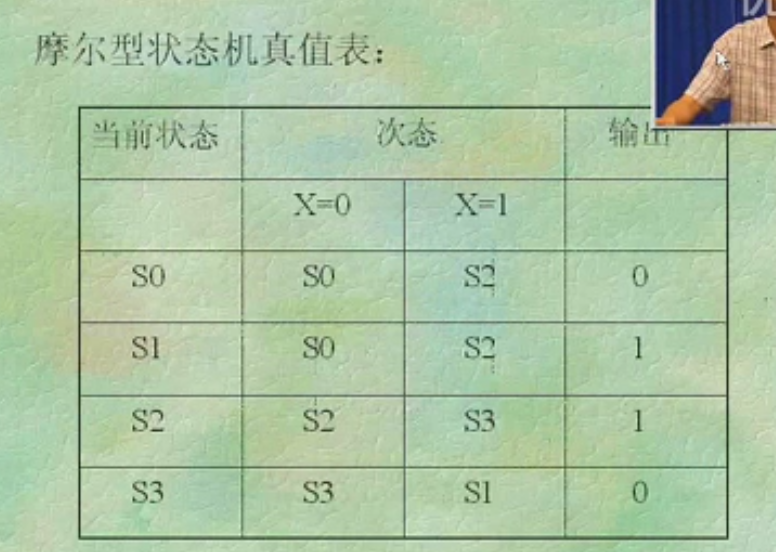 摩尔型状态机真值表：
当前状态 次态 输出
X=0 X=1
S0 S0 S2 0
S1 S0 S2 1
S2 S2 S3 1
S3 S3 S1 0